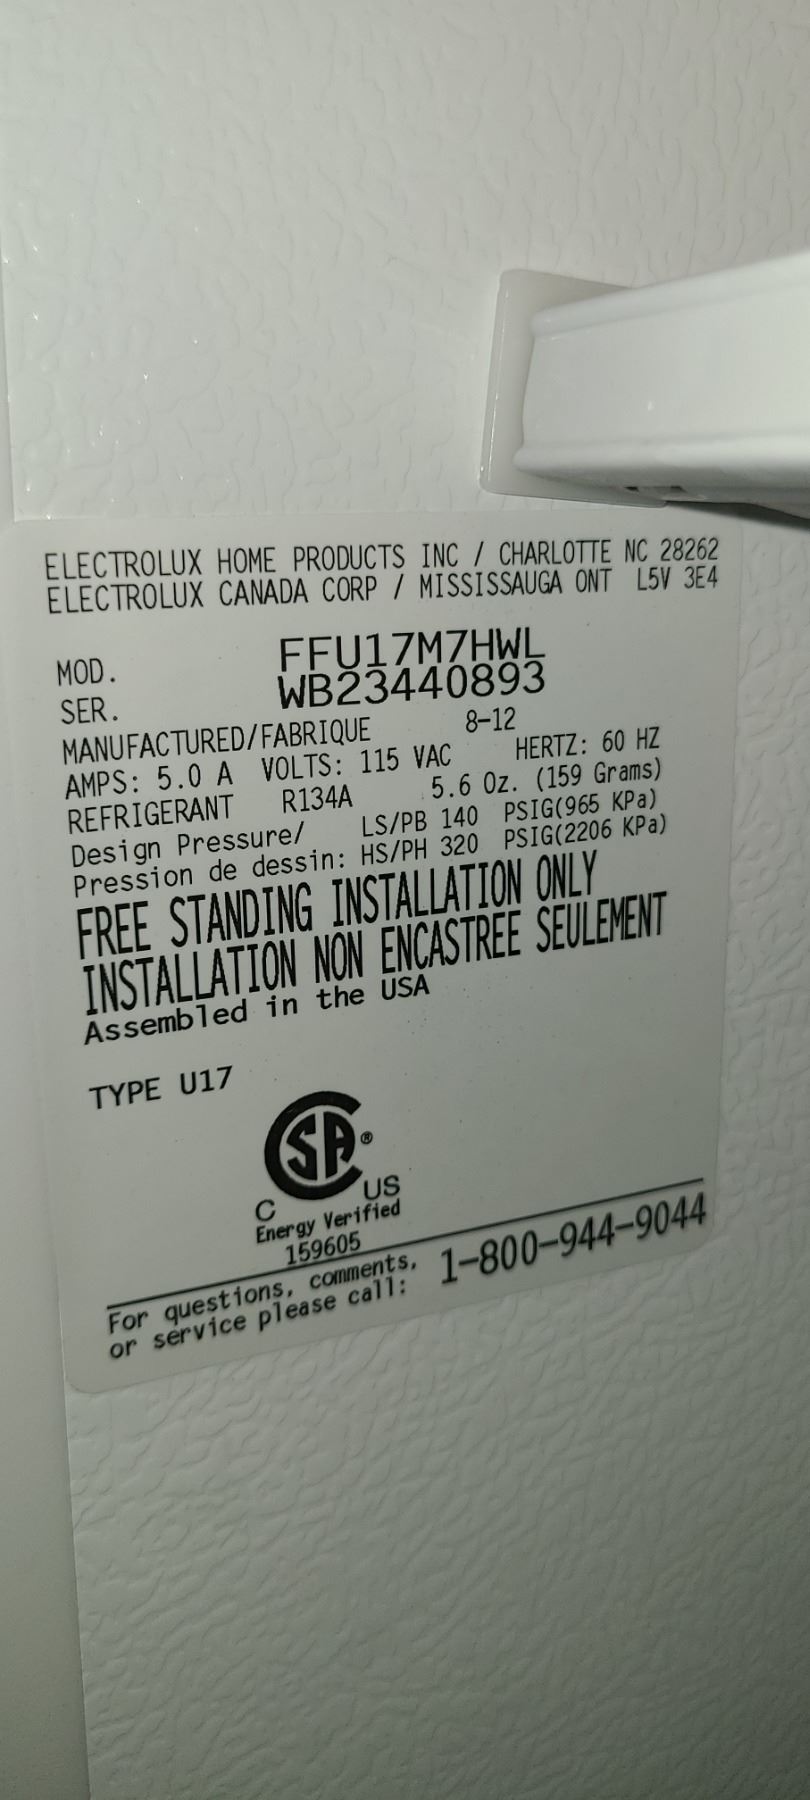 ELECTROLUX HOME PRODUCTS INC / CHARLOTTE NC 28262
ELECTROLUX CANADA CORP / MISSISSAUGA ONT L5V 3E4
MOD. FFU17M7HWL
SER. WB23440893
MANUFACTURED/FABRIQUE 8-12
AMPS: 5.0 A VOLTS: 115 VAC HERTZ: 60 HZ
REFRIGERANT R134A 5.6 Oz. (159 Grams)
Design Pressure/ LS/PB 140 PSIG(965 KPa)
Pression de dessin: HS/PH 320 PSIG(2206 KPa)
FREE STANDING INSTALLATION ONLY
INSTALLATION NON ENCASTREE SEULEMENT
Assembled in the USA
TYPE U17
SA®
C US
Energy Verified
159605
For questions, comments,
or service please call: 1-800-944-9044